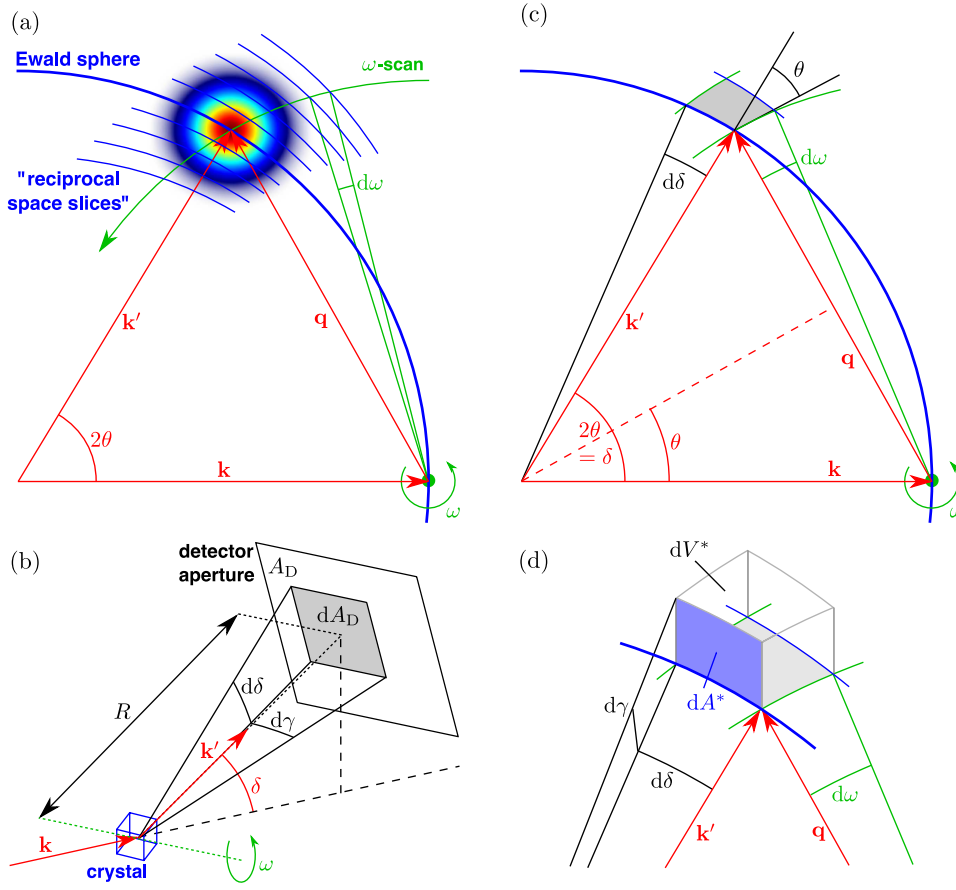 (a)
Ewald sphere
ω-scan
"reciprocal
space slices"
dω
k′
q
2θ
k
ω
(c)
θ
dδ
dω
k′
q
2θ
= δ
θ
k
ω
(b)
detector
aperture
A_D
dA_D
R
dδ
dγ
k′
δ
k
ω
crystal
(d)
dV*
dA*
dγ
dδ
dω
k′
q